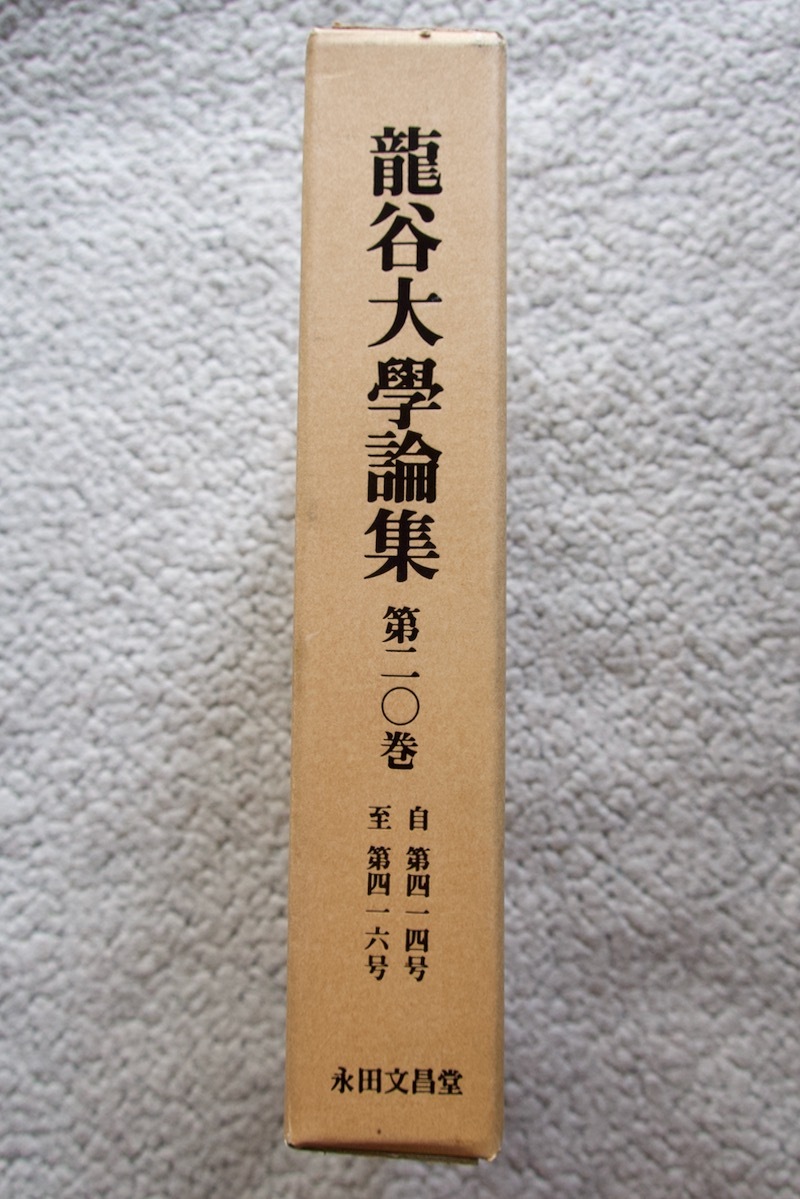 龍谷大學論集
第二〇巻
自 第四一四号
至 第四一六号
永田文昌堂